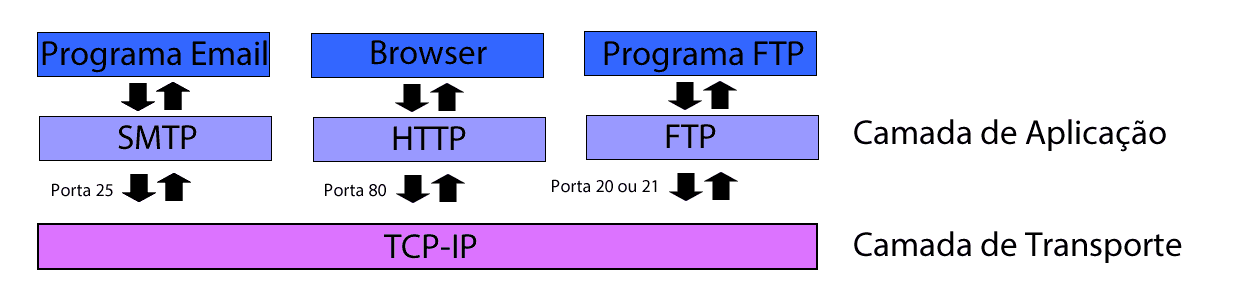 Programa Email
Browser
Programa FTP
SMTP
HTTP
FTP
Camada de Aplicação
Porta 25
Porta 80
Porta 20 ou 21
TCP-IP
Camada de Transporte